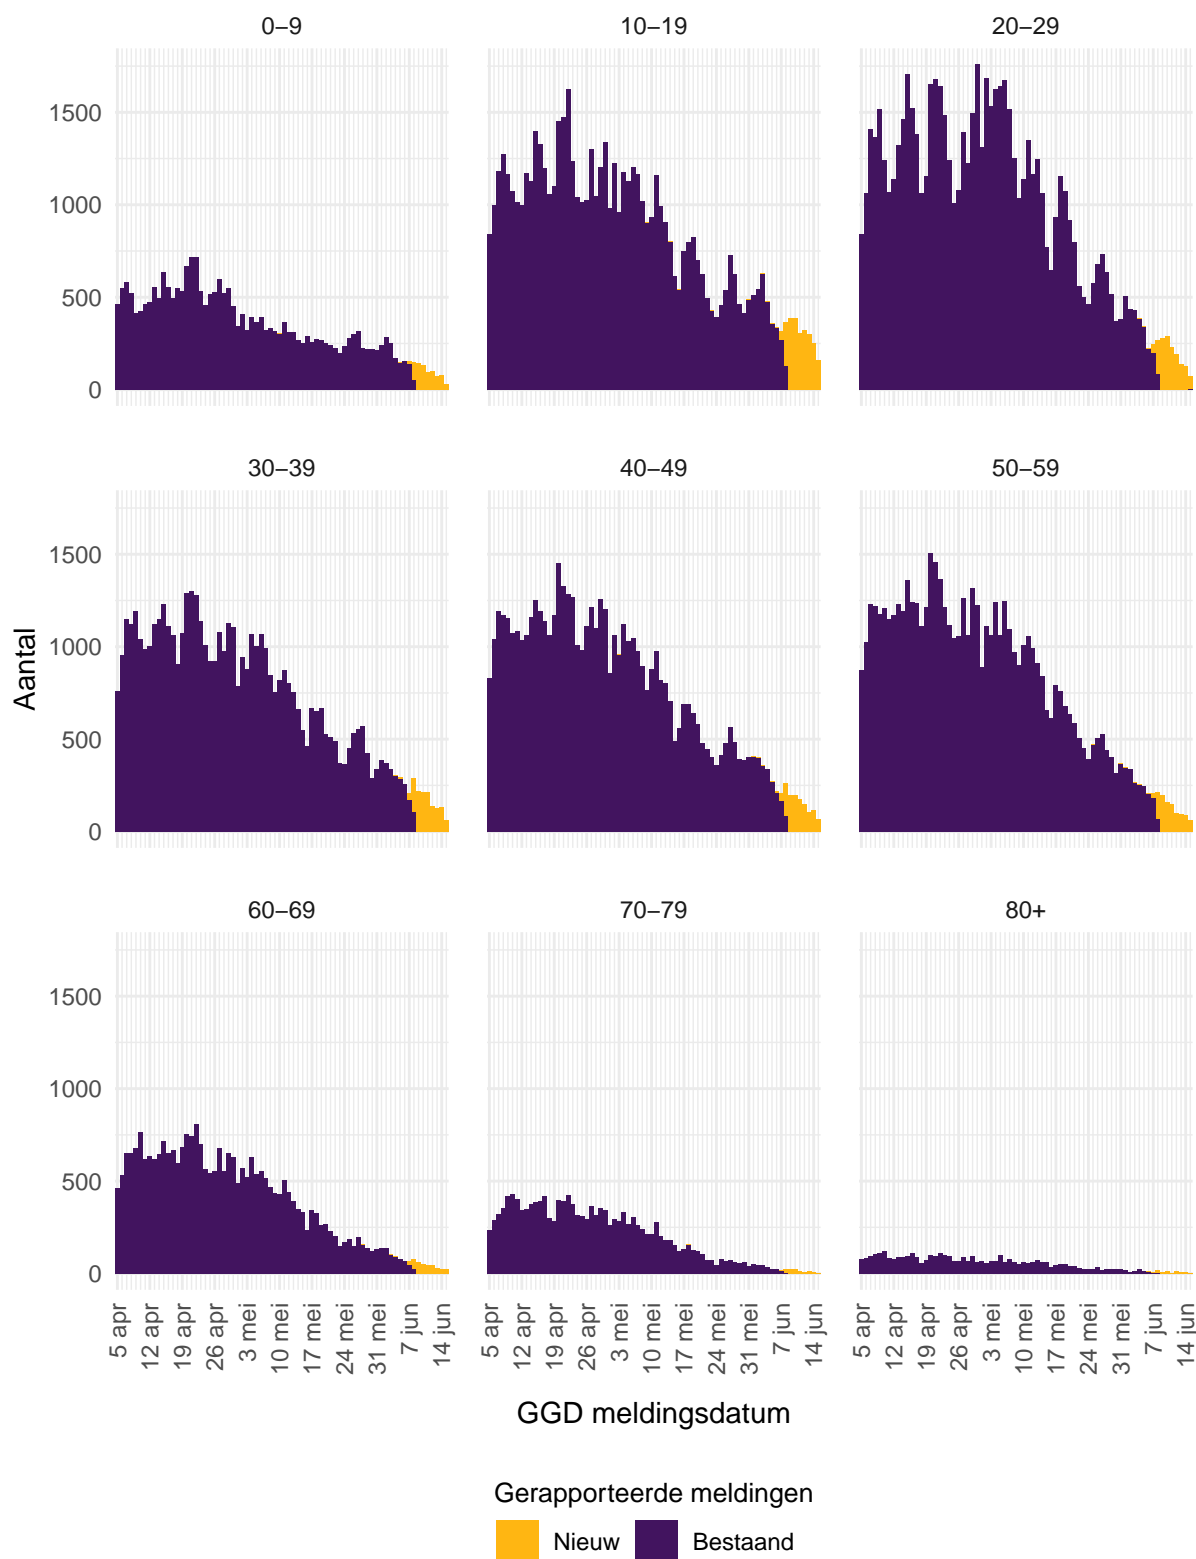 0–9 10–19 20–29
1500
1000
500
0
30–39 40–49 50–59
1500
1000
500
0
Aantal
60–69 70–79 80+
1500
1000
500
0
5 apr 12 apr 19 apr 26 apr 3 mei 10 mei 17 mei 24 mei 31 mei 7 jun 14 jun
5 apr 12 apr 19 apr 26 apr 3 mei 10 mei 17 mei 24 mei 31 mei 7 jun 14 jun
5 apr 12 apr 19 apr 26 apr 3 mei 10 mei 17 mei 24 mei 31 mei 7 jun 14 jun
GGD meldingsdatum
Gerapporteerde meldingen
Nieuw Bestaand